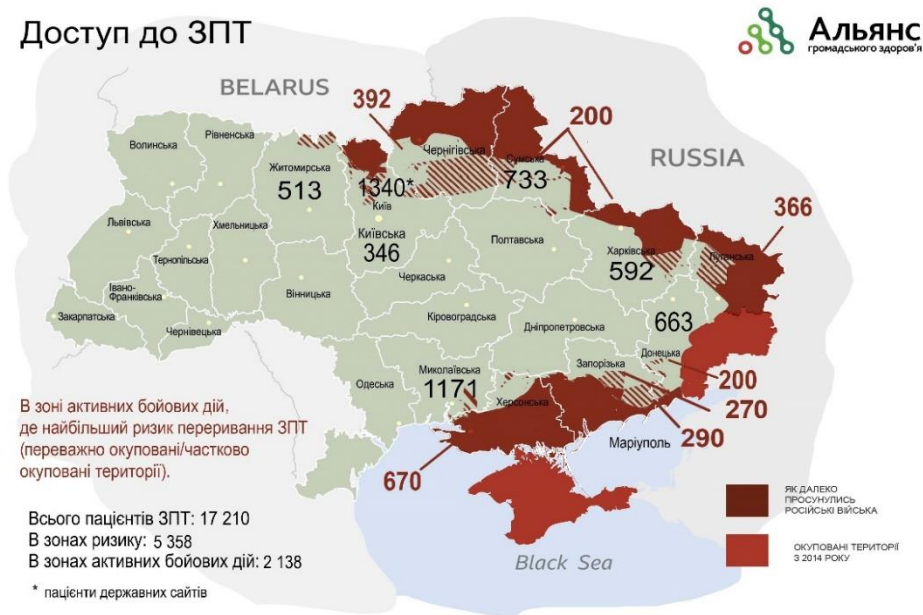 Доступ до ЗПТ
Альянс
громадського здоров'я
BELARUS
RUSSIA
392
200
Волинська
Рівненська
Житомирська
513
Чернігівська
Сумська
733
1340*
Київ
Київська
346
366
Львівська
Тернопільська
Хмельницька
Полтавська
Харківська
592
Луганська
Івано-
Франківська
Закарпатська
Чернівецька
Вінницька
Черкаська
Кіровоградська
Дніпропетровська
663
Донецька
Запорізька
Одеська
Миколаївська
1171
Херсонська
200
270
290
Маріуполь
670
В зоні активних бойових дій,
де найбільший ризик переривання ЗПТ
(переважно окуповані/частково
окуповані території).
Всього пацієнтів ЗПТ: 17 210
В зонах ризику: 5 358
В зонах активних бойових дій: 2 138
* пацієнти державних сайтів
Black Sea
ЯК ДАЛЕКО
ПРОСУНУЛИСЬ
РОСІЙСЬКІ ВІЙСЬКА
ОКУПОВАНІ ТЕРИТОРІЇ
З 2014 РОКУ